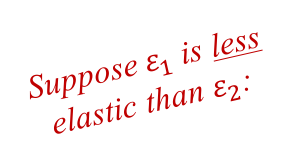 Suppose ε₁ is less
elastic than ε₂: